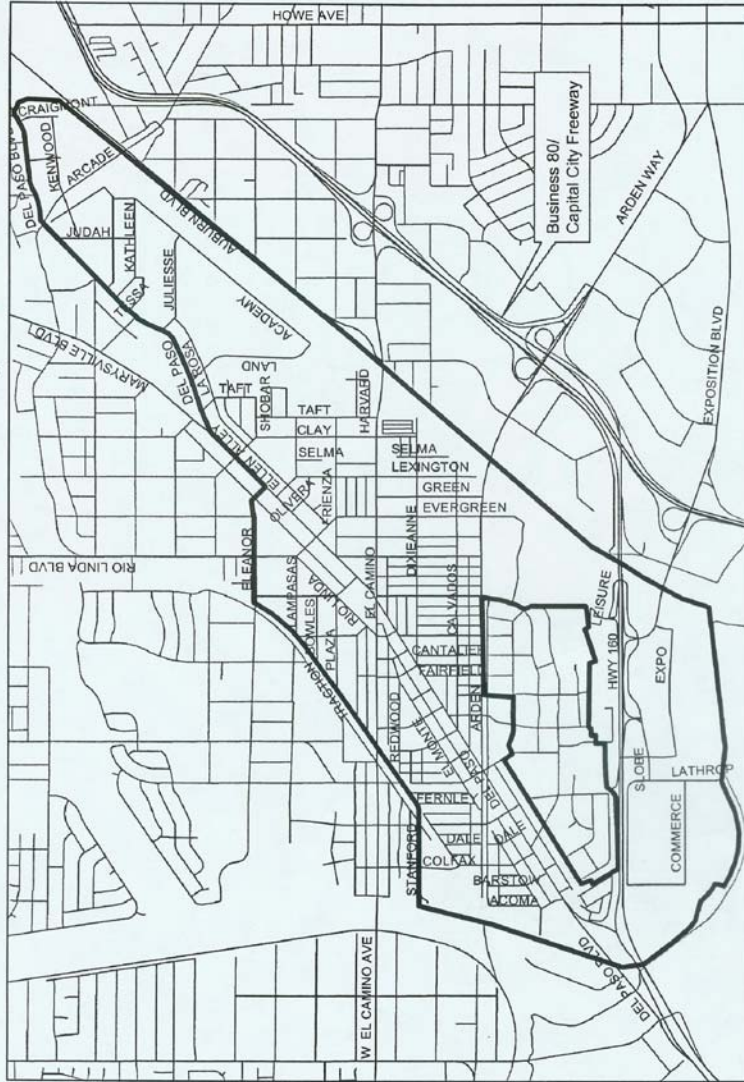 HOWE AVE
CRAIGMONT
DEL PASO BLVD
KENWOOD
ARCADE
JUDAH
KATHLEEN
TESSA
JULIESSE
AUBURN BLVD
ACADEMY
MARYSVILLE BLVD
DEL PASO
LA ROSA
LAND
TAFT
SHOBAR
TAFT
CLAY
HARVARD
SELMA
SELMA
LEXINGTON
GREEN
EVERGREEN
ELLEN ALLEY
OLIVERA
FRIENZA
DIXIEANNE
ELEANOR
RIO LINDA BLVD
LAMPASAS
RIO LINDA
BOWLES
PLAZA
EL CAMINO
CALVADOS
TRACTION
CANTALIER
FAIRFIELD
REDWOOD
EL MONTE
ARDEN
DEL PASO
FERNLEY
STANFORD
DALE
DALE
COLFAX
BARSTOW
ACOMA
DEL PASO BLVD
W EL CAMINO AVE
Business 80/
Capital City Freeway
ARDEN WAY
EXPOSITION BLVD
LEISURE
HWY 160
EXPO
SLOBE
LATHROP
COMMERCE